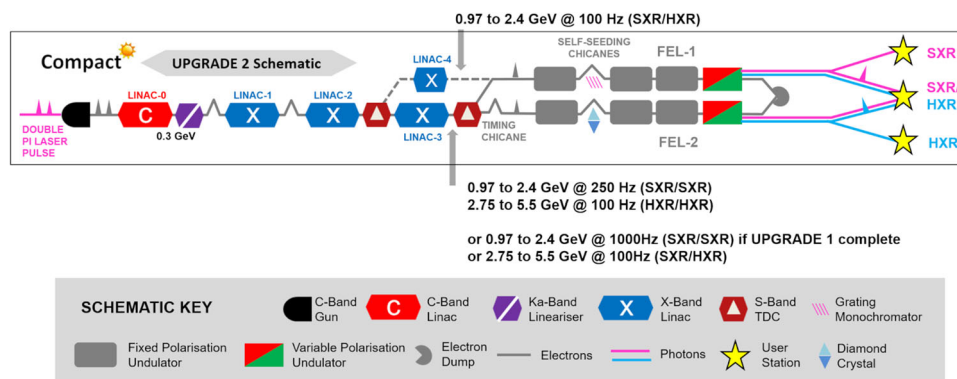 0.97 to 2.4 GeV @ 100 Hz (SXR/HXR)
Compact
UPGRADE 2 Schematic
LINAC-4
X
SELF-SEEDING
CHICANES
FEL-1
SXR
LINAC-0
C
LINAC-1
X
LINAC-2
X
X
LINAC-3
SXR/
HXR
DOUBLE
PI LASER
PULSE
0.3 GeV
TIMING
CHICANE
FEL-2
HXR
0.97 to 2.4 GeV @ 250 Hz (SXR/SXR)
2.75 to 5.5 GeV @ 100 Hz (HXR/HXR)
or 0.97 to 2.4 GeV @ 1000Hz (SXR/SXR) if UPGRADE 1 complete
or 2.75 to 5.5 GeV @ 100Hz (SXR/HXR)
SCHEMATIC KEY
C-Band
Gun
C
C-Band
Linac
Ka-Band
Lineariser
X
X-Band
Linac
S-Band
TDC
Grating
Monochromator
Fixed Polarisation
Undulator
Variable Polarisation
Undulator
Electron
Dump
Electrons
Photons
User
Station
Diamond
Crystal